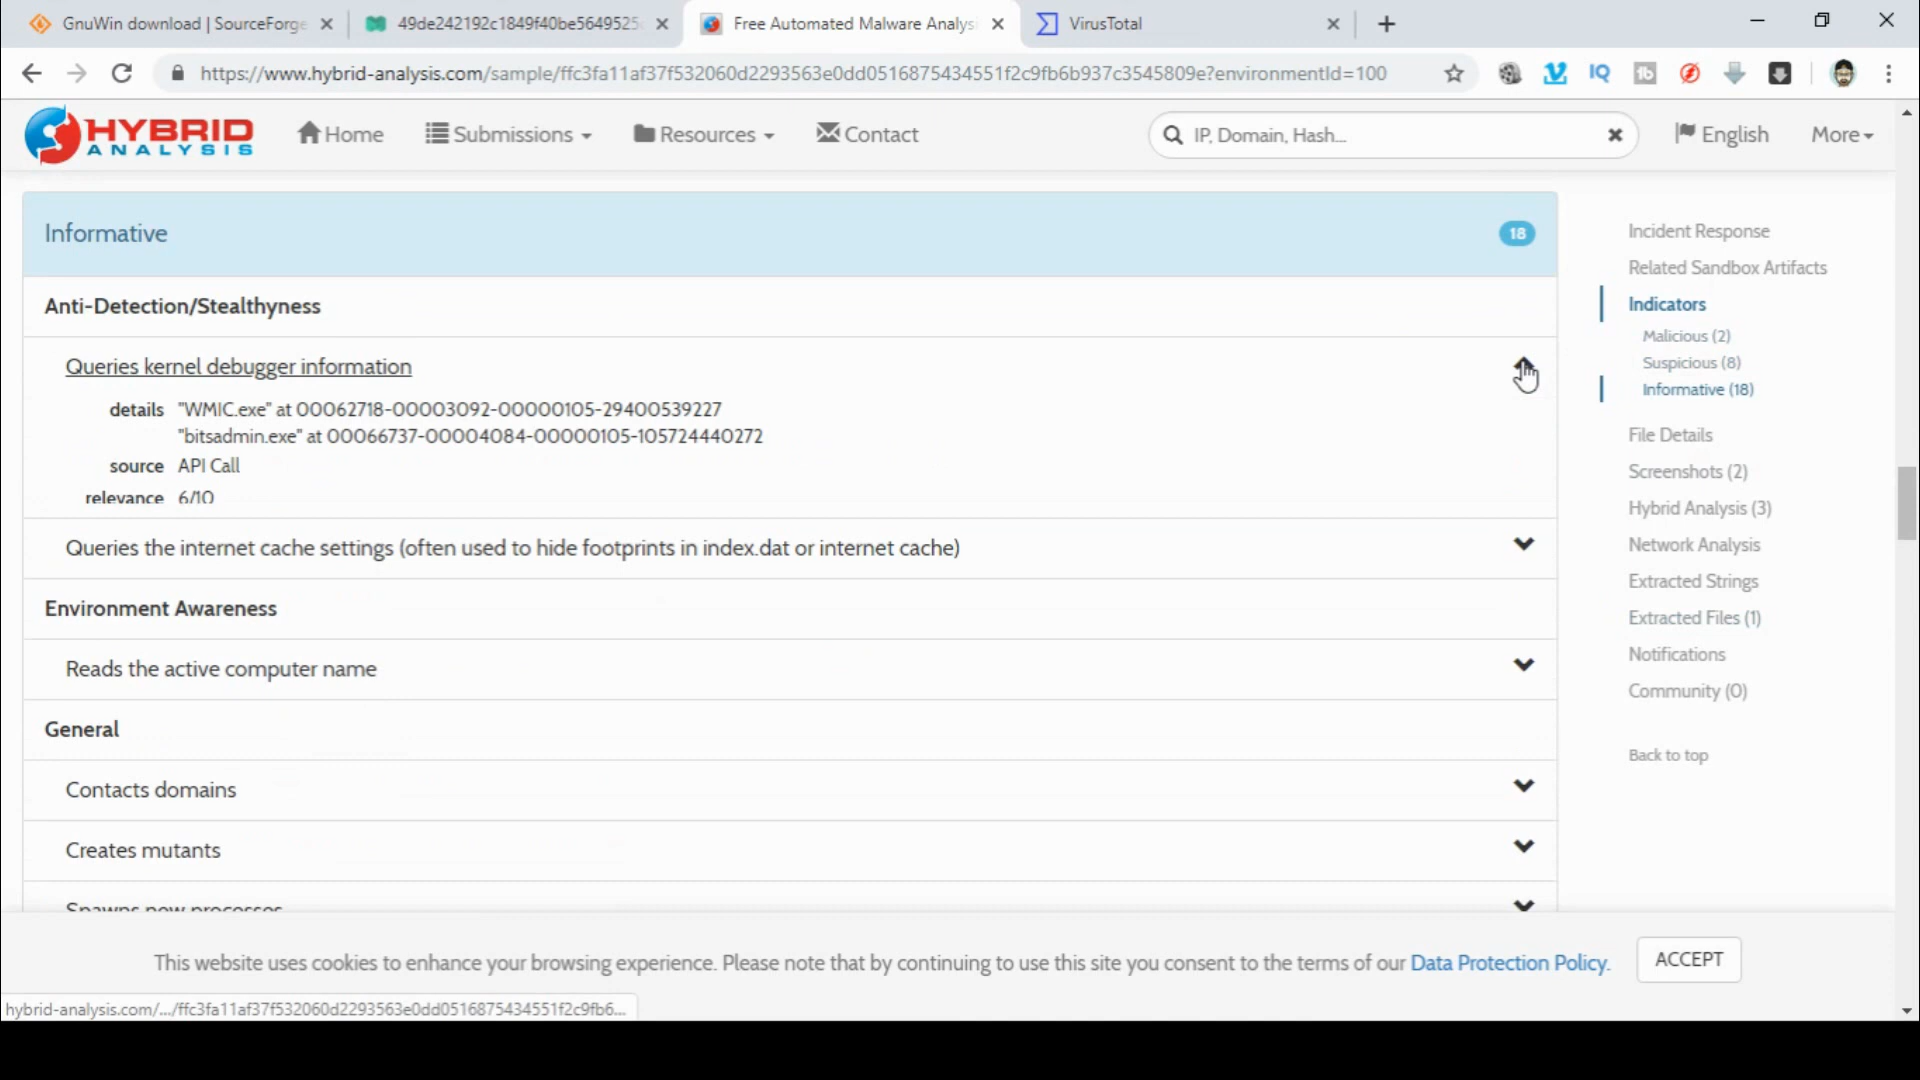 GnuWin download | SourceForge
49de242192c1849f40be5649525
Free Automated Malware Analysi
VirusTotal
https://www.hybrid-analysis.com/sample/ffc3fa11af37f532060d2293563e0dd0516875434551f2c9fb6b937c3545809e?environmentId=100
HYBRID
ANALYSIS
Home
Submissions
Resources
Contact
IP, Domain, Hash...
English
More
Informative
18
Anti-Detection/Stealthyness
Queries kernel debugger information
details "WMIC.exe" at 00062718-00003092-00000105-29400539227
"bitsadmin.exe" at 00066737-00004084-00000105-105724440272
source API Call
relevance 6/10
Queries the internet cache settings (often used to hide footprints in index.dat or internet cache)
Environment Awareness
Reads the active computer name
General
Contacts domains
Creates mutants
Spawns new processes
Incident Response
Related Sandbox Artifacts
Indicators
Malicious (2)
Suspicious (8)
Informative (18)
File Details
Screenshots (2)
Hybrid Analysis (3)
Network Analysis
Extracted Strings
Extracted Files (1)
Notifications
Community (0)
Back to top
This website uses cookies to enhance your browsing experience. Please note that by continuing to use this site you consent to the terms of our Data Protection Policy.
ACCEPT
hybrid-analysis.com/.../ffc3fa11af37f532060d2293563e0dd0516875434551f2c9fb6...